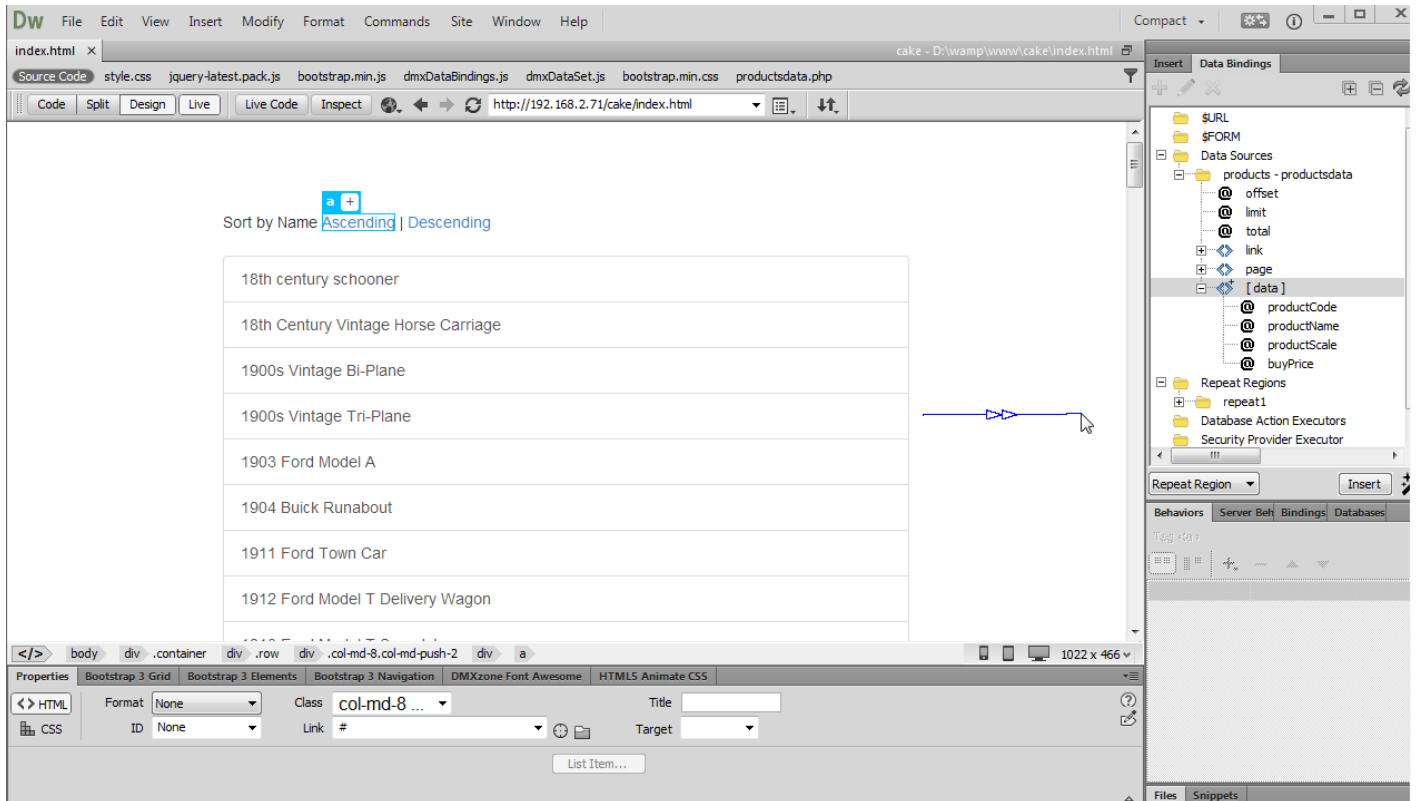 Dw File Edit View Insert Modify Format Commands Site Window Help Compact
index.html × cake - D:\wamp\www\cake\index.html
Source Code style.css jquery-latest.pack.js bootstrap.min.js dmxDataBindings.js dmxDataSet.js bootstrap.min.css productsdata.php
Code Split Design Live Live Code Inspect http://192.168.2.71/cake/index.html
a +
Sort by Name Ascending | Descending
18th century schooner
18th Century Vintage Horse Carriage
1900s Vintage Bi-Plane
1900s Vintage Tri-Plane
1903 Ford Model A
1904 Buick Runabout
1911 Ford Town Car
1912 Ford Model T Delivery Wagon
</> body div .container div .row div .col-md-8.col-md-push-2 div a 1022 x 466
Properties Bootstrap 3 Grid Bootstrap 3 Elements Bootstrap 3 Navigation DMXzone Font Awesome HTML5 Animate CSS
<> HTML Format None Class col-md-8 ... Title
CSS ID None Link # Target
List Item...
Insert Data Bindings
$URL
$FORM
Data Sources
products - productsdata
offset
limit
total
link
page
[ data ]
productCode
productName
productScale
buyPrice
Repeat Regions
repeat1
Database Action Executors
Security Provider Executor
Repeat Region Insert
Behaviors Server Beh Bindings Databases
Tag <a>
Files Snippets